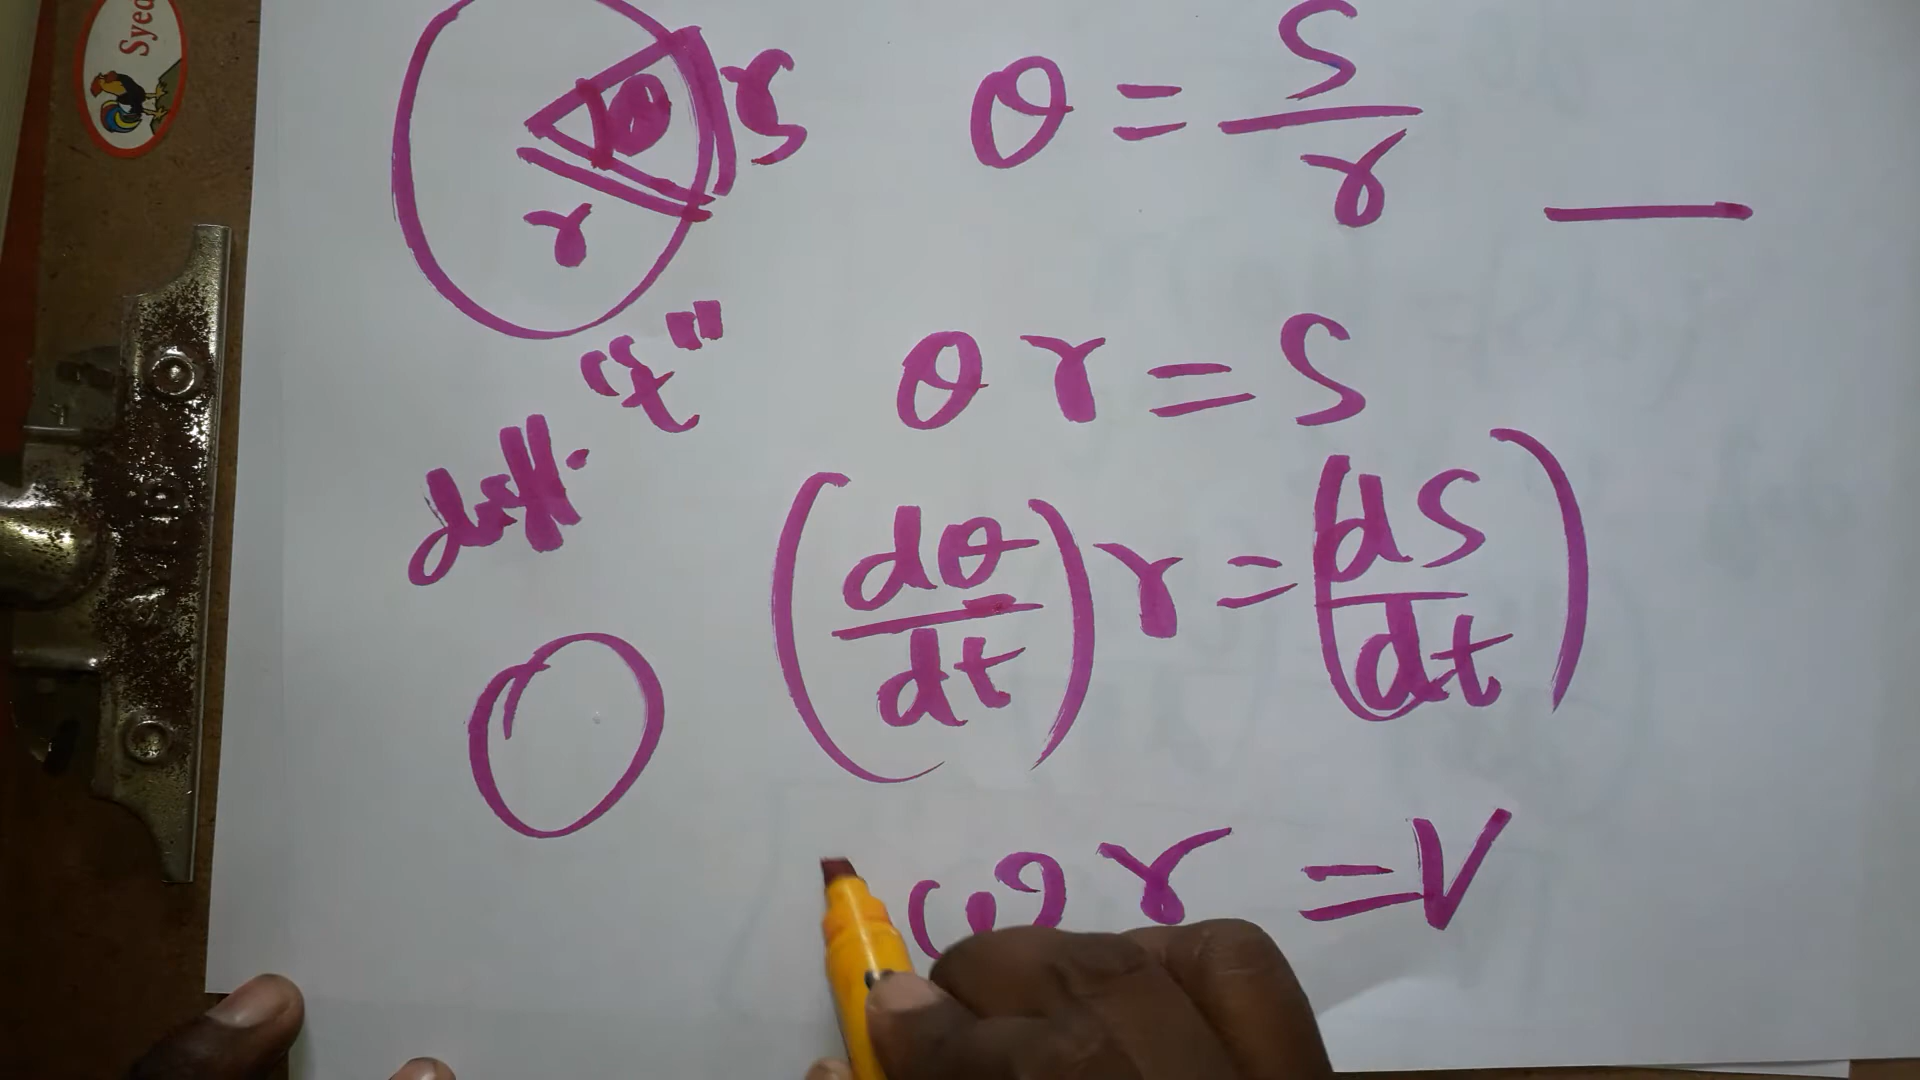 Syed
θ S
r
θ = S/r
"t"
θ r = S
diff.
(dθ/dt) r = (dS/dt)
ω r = V